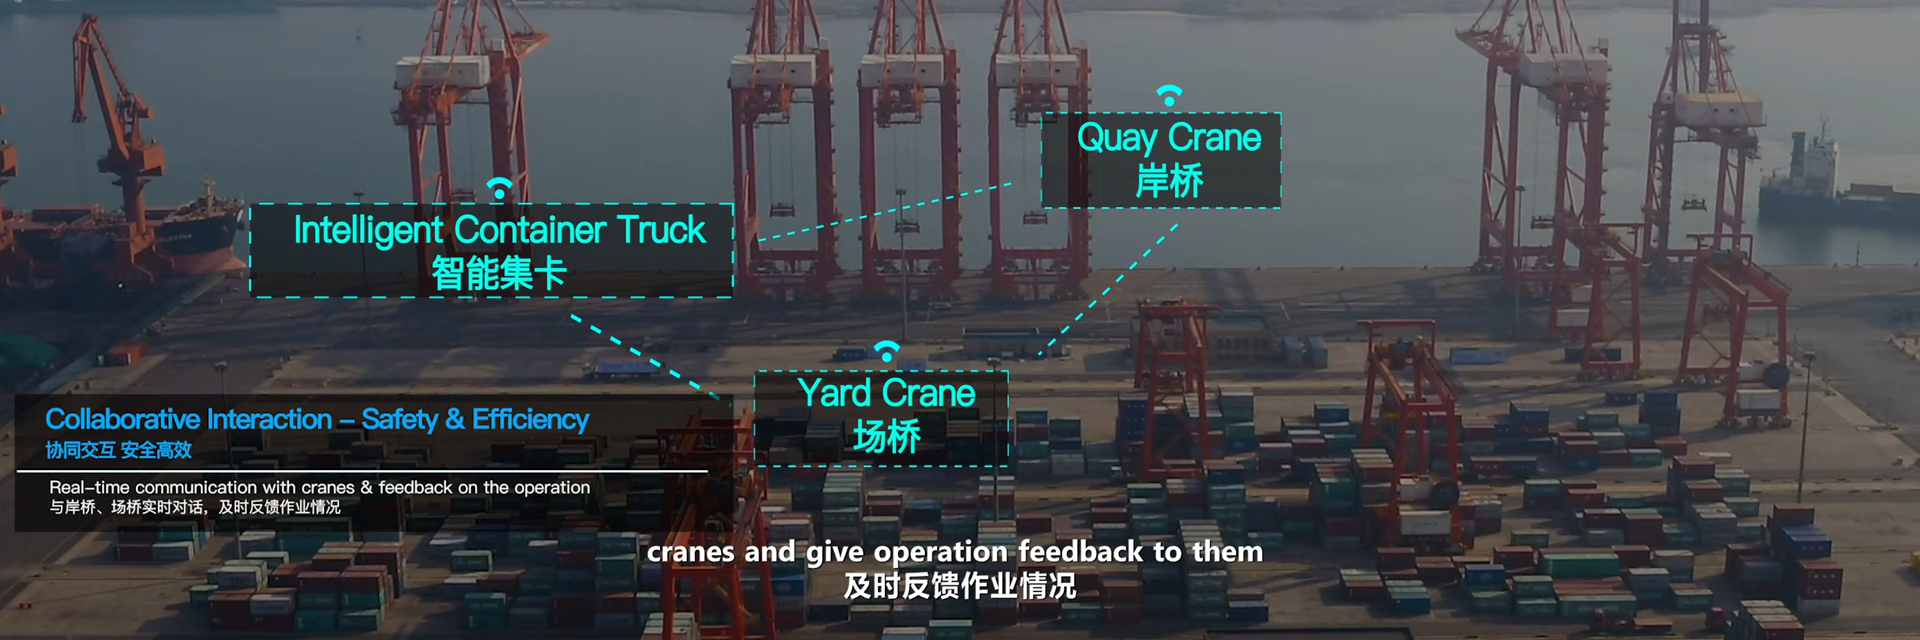 Quay Crane
岸桥
Intelligent Container Truck
智能集卡
Yard Crane
场桥
Collaborative Interaction – Safety & Efficiency
协同交互 安全高效
Real-time communication with cranes & feedback on the operation
与岸桥、场桥实时对话，及时反馈作业情况
cranes and give operation feedback to them
及时反馈作业情况